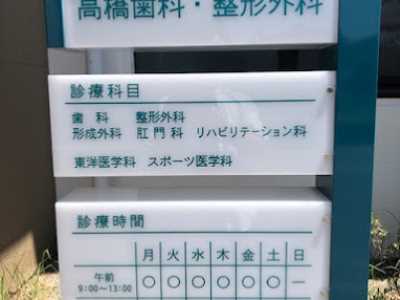 高橋歯科・整形外科
診療科目
歯科 整形外科
形成外科 肛門科 リハビリテーション科
東洋医学科 スポーツ医学科
診療時間
月 火 水 木 金 土 日
午前
9:00〜13:00 ○ ○ ○ ○ ○ ○ ―